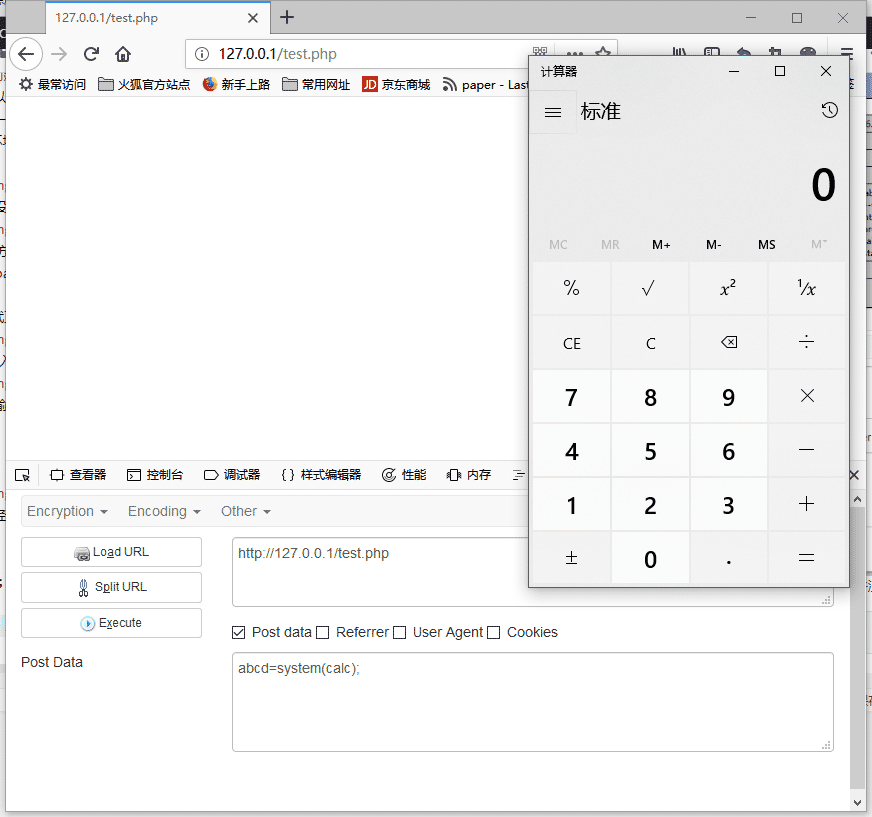 127.0.0.1/test.php
127.0.0.1/test.php
最常访问 火狐官方站点 新手上路 常用网址 JD 京东商城 paper - Last
计算器
标准
0
MC MR M+ M- MS M˅
% √ x² ¹/x
CE C ÷
7 8 9 ×
4 5 6 −
1 2 3 +
± 0 . =
查看器 控制台 调试器 {} 样式编辑器 性能 内存
Encryption Encoding Other
Load URL
http://127.0.0.1/test.php
Split URL
Execute
Post data Referrer User Agent Cookies
Post Data
abcd=system(calc);